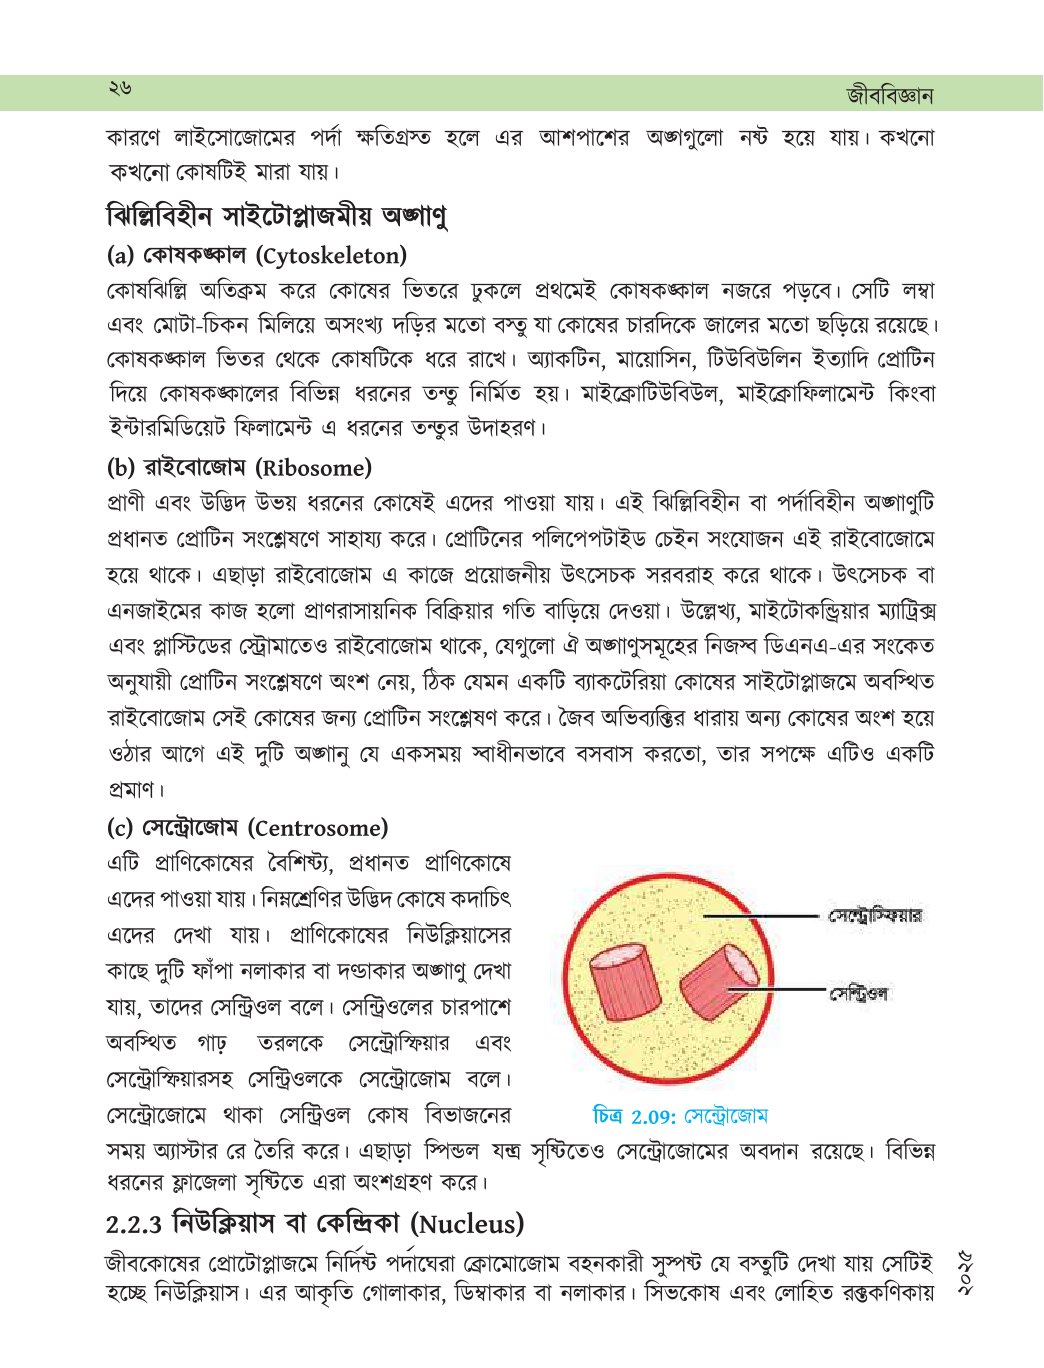 ২৬
জীববিজ্ঞান
কারণে লাইসোজোমের পর্দা ক্ষতিগ্রস্ত হলে এর আশপাশের অঙ্গগুলো নষ্ট হয়ে যায়। কখনো
কখনো কোষটিই মারা যায়।
ঝিল্লিবিহীন সাইটোপ্লাজমীয় অঙ্গাণু
(a) কোষকঙ্কাল (Cytoskeleton)
কোষঝিল্লি অতিক্রম করে কোষের ভিতরে ঢুকলে প্রথমেই কোষকঙ্কাল নজরে পড়বে। সেটি লম্বা
এবং মোটা-চিকন মিলিয়ে অসংখ্য দড়ির মতো বস্তু যা কোষের চারদিকে জালের মতো ছড়িয়ে রয়েছে।
কোষকঙ্কাল ভিতর থেকে কোষটিকে ধরে রাখে। অ্যাকটিন, মায়োসিন, টিউবিউলিন ইত্যাদি প্রোটিন
দিয়ে কোষকঙ্কালের বিভিন্ন ধরনের তন্তু নির্মিত হয়। মাইক্রোটিউবিউল, মাইক্রোফিলামেন্ট কিংবা
ইন্টারমিডিয়েট ফিলামেন্ট এ ধরনের তন্তুর উদাহরণ।
(b) রাইবোজোম (Ribosome)
প্রাণী এবং উদ্ভিদ উভয় ধরনের কোষেই এদের পাওয়া যায়। এই ঝিল্লিবিহীন বা পর্দাবিহীন অঙ্গাণুটি
প্রধানত প্রোটিন সংশ্লেষণে সাহায্য করে। প্রোটিনের পলিপেপটাইড চেইন সংযোজন এই রাইবোজোমে
হয়ে থাকে। এছাড়া রাইবোজোম এ কাজে প্রয়োজনীয় উৎসেচক সরবরাহ করে থাকে। উৎসেচক বা
এনজাইমের কাজ হলো প্রাণরাসায়নিক বিক্রিয়ার গতি বাড়িয়ে দেওয়া। উল্লেখ্য, মাইটোকন্ড্রিয়ার ম্যাট্রিক্স
এবং প্লাস্টিডের স্ট্রোমাতেও রাইবোজোম থাকে, যেগুলো ঐ অঙ্গাণুসমূহের নিজস্ব ডিএনএ-এর সংকেত
অনুযায়ী প্রোটিন সংশ্লেষণে অংশ নেয়, ঠিক যেমন একটি ব্যাকটেরিয়া কোষের সাইটোপ্লাজমে অবস্থিত
রাইবোজোম সেই কোষের জন্য প্রোটিন সংশ্লেষণ করে। জৈব অভিব্যক্তির ধারায় অন্য কোষের অংশ হয়ে
ওঠার আগে এই দুটি অঙ্গানু যে একসময় স্বাধীনভাবে বসবাস করতো, তার সপক্ষে এটিও একটি
প্রমাণ।
(c) সেন্ট্রোজোম (Centrosome)
এটি প্রাণিকোষের বৈশিষ্ট্য, প্রধানত প্রাণিকোষে
এদের পাওয়া যায়। নিম্নশ্রেণির উদ্ভিদ কোষে কদাচিৎ
এদের দেখা যায়। প্রাণিকোষের নিউক্লিয়াসের
কাছে দুটি ফাঁপা নলাকার বা দণ্ডাকার অঙ্গাণু দেখা
যায়, তাদের সেন্ট্রিওল বলে। সেন্ট্রিওলের চারপাশে
অবস্থিত গাঢ় তরলকে সেন্ট্রোস্ফিয়ার এবং
সেন্ট্রোস্ফিয়ারসহ সেন্ট্রিওলকে সেন্ট্রোজোম বলে।
সেন্ট্রোজোমে থাকা সেন্ট্রিওল কোষ বিভাজনের
সেন্ট্রোস্ফিয়ার
সেন্ট্রিওল
চিত্র 2.09: সেন্ট্রোজোম
সময় অ্যাস্টার রে তৈরি করে। এছাড়া স্পিন্ডল যন্ত্র সৃষ্টিতেও সেন্ট্রোজোমের অবদান রয়েছে। বিভিন্ন
ধরনের ফ্লাজেলা সৃষ্টিতে এরা অংশগ্রহণ করে।
2.2.3 নিউক্লিয়াস বা কেন্দ্রিকা (Nucleus)
জীবকোষের প্রোটোপ্লাজমে নির্দিষ্ট পর্দাঘেরা ক্রোমোজোম বহনকারী সুস্পষ্ট যে বস্তুটি দেখা যায় সেটিই
হচ্ছে নিউক্লিয়াস। এর আকৃতি গোলাকার, ডিম্বাকার বা নলাকার। সিভকোষ এবং লোহিত রক্তকণিকায়
২০২৫